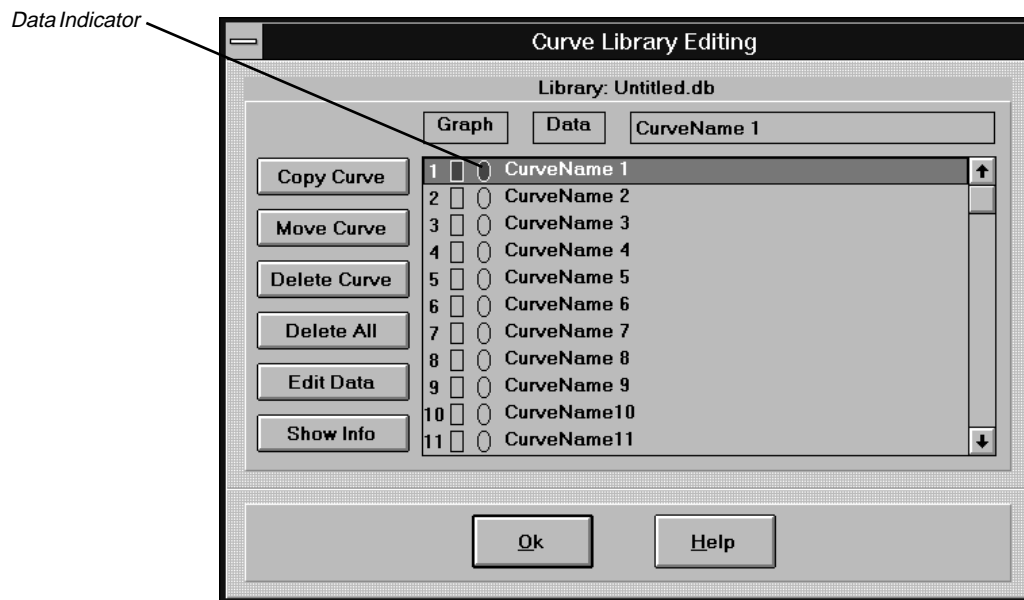 Data Indicator
Curve Library Editing
Library: Untitled.db
Graph Data CurveName 1
Copy Curve
Move Curve
Delete Curve
Delete All
Edit Data
Show Info
1 CurveName 1
2 CurveName 2
3 CurveName 3
4 CurveName 4
5 CurveName 5
6 CurveName 6
7 CurveName 7
8 CurveName 8
9 CurveName 9
10 CurveName10
11 CurveName11
Ok Help